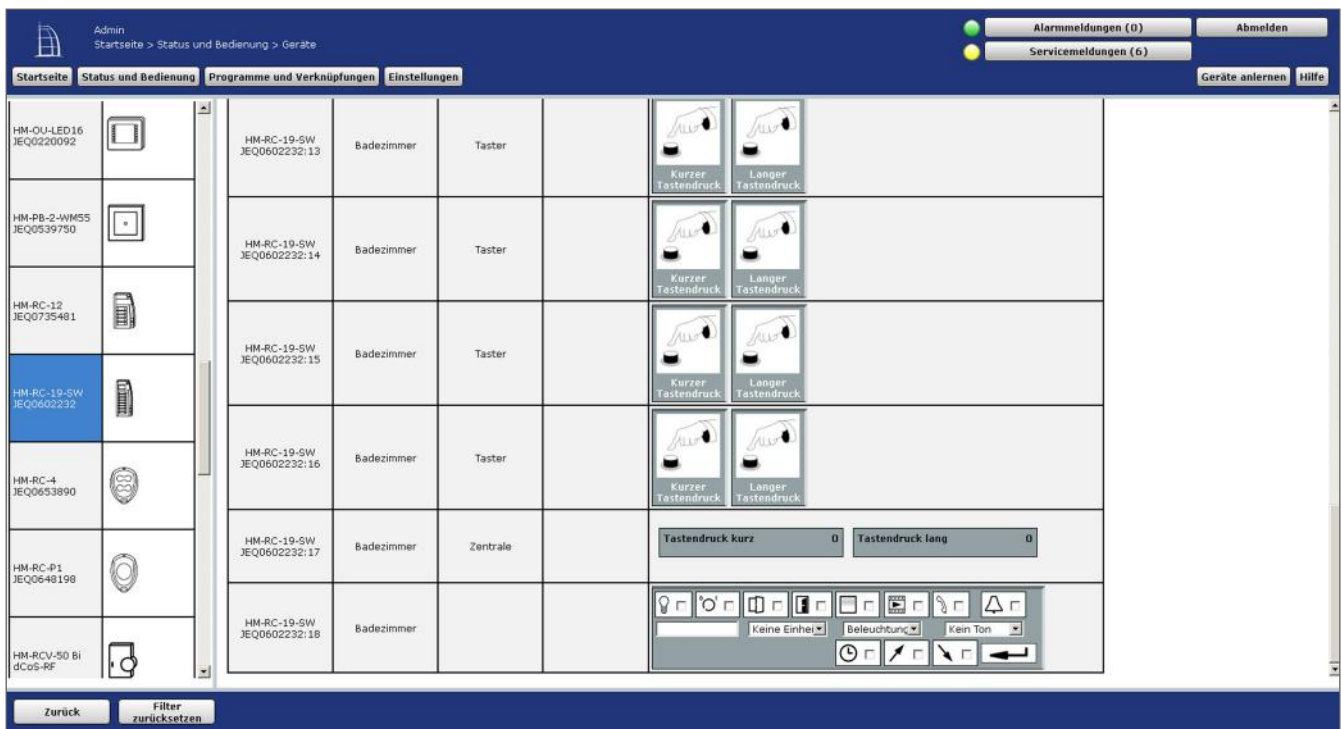 Admin
Startseite > Status und Bedienung > Geräte
Alarmmeldungen (0)
Abmelden
Servicemeldungen (6)
Startseite
Status und Bedienung
Programme und Verknüpfungen
Einstellungen
Geräte anlernen
Hilfe
HM-OU-LED16
JEQ0220092
HM-PB-2-WM55
JEQ0539750
HM-RC-12
JEQ0735481
HM-RC-19-SW
JEQ0602232
HM-RC-4
JEQ0653890
HM-RC-P1
JEQ0648198
HM-RCV-50 Bi
dCoS-RF
HM-RC-19-SW
JEQ0602232:13
Badezimmer
Taster
Kurzer
Tastendruck
Langer
Tastendruck
HM-RC-19-SW
JEQ0602232:14
Badezimmer
Taster
Kurzer
Tastendruck
Langer
Tastendruck
HM-RC-19-SW
JEQ0602232:15
Badezimmer
Taster
Kurzer
Tastendruck
Langer
Tastendruck
HM-RC-19-SW
JEQ0602232:16
Badezimmer
Taster
Kurzer
Tastendruck
Langer
Tastendruck
HM-RC-19-SW
JEQ0602232:17
Badezimmer
Zentrale
Tastendruck kurz 0
Tastendruck lang 0
HM-RC-19-SW
JEQ0602232:18
Badezimmer
Keine Einhei
Beleuchtung
Kein Ton
Zurück
Filter
zurücksetzen